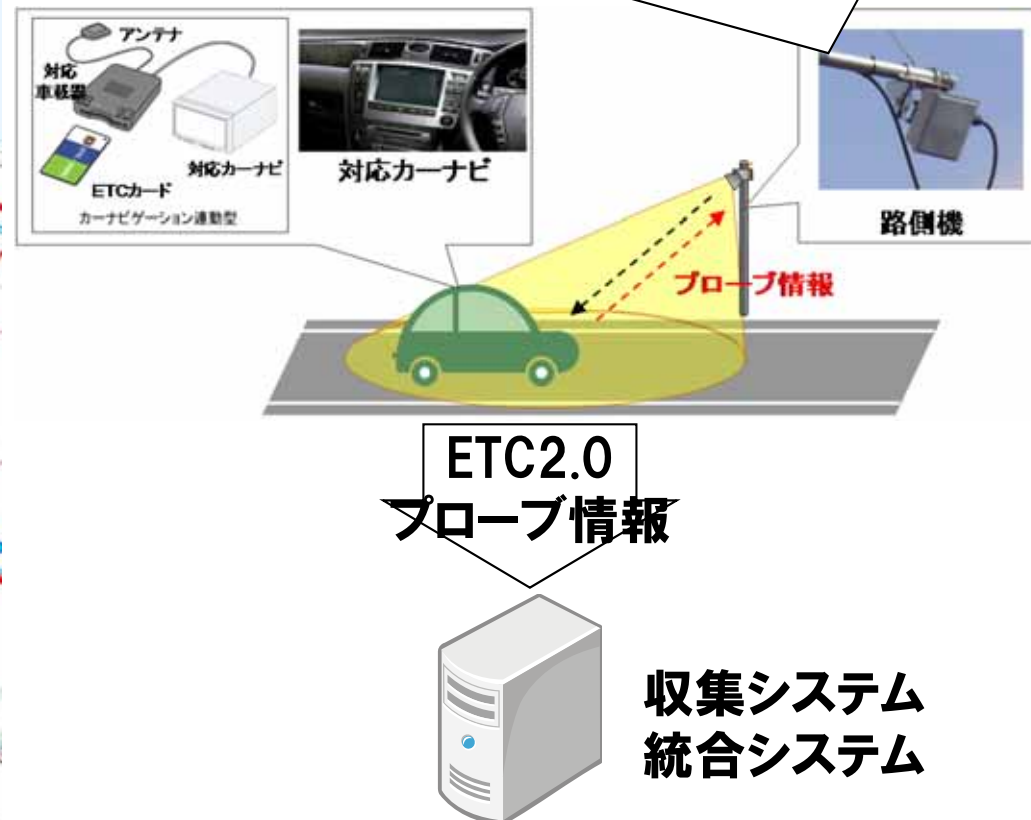 アンテナ
対応
車載器
対応カーナビ
ETCカード
カーナビゲーション連動型
対応カーナビ
路側機
プローブ情報
ETC2.0
プローブ情報
収集システム
統合システム